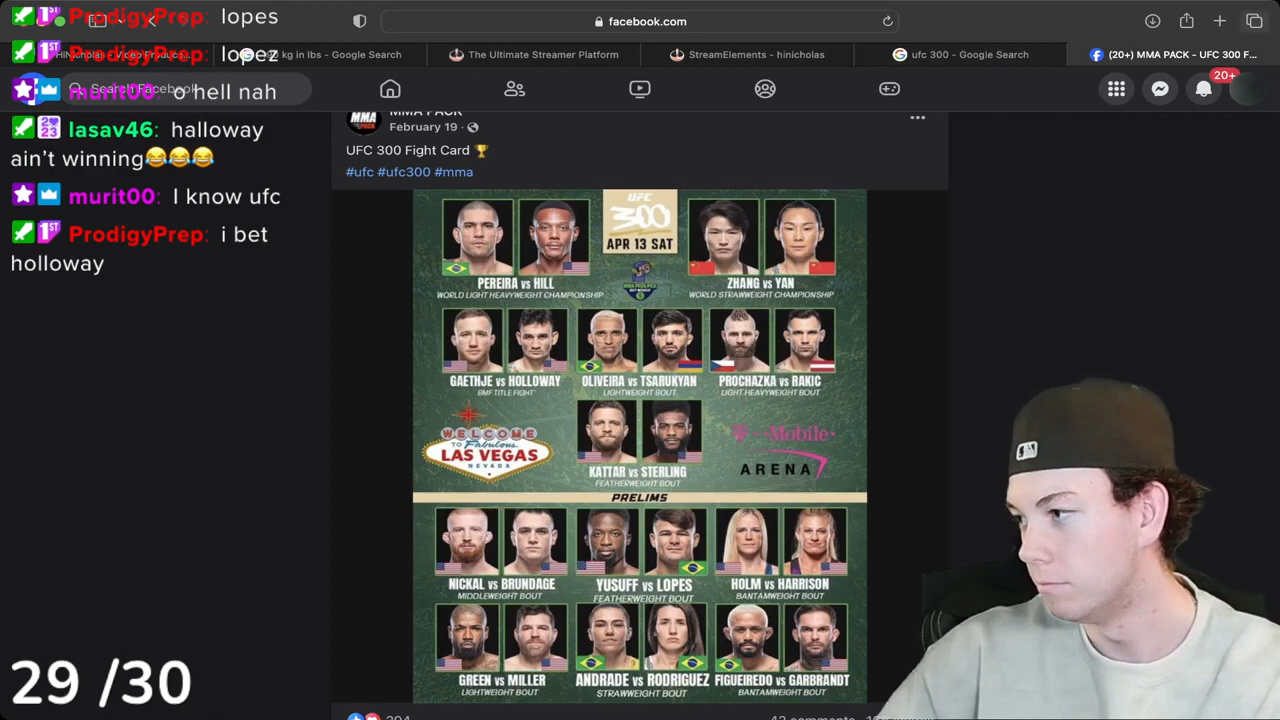 facebook.com
ProdigyPrep: lopes
ProdigyPrep: lopez
murit00: o hell nah
lasav46: halloway
ain't winning😂😂😂
murit00: I know ufc
ProdigyPrep: i bet
holloway
29 /30
kg in lbs - Google Search
The Ultimate Streamer Platform
StreamElements - hinicholas
ufc 300 - Google Search
(20+) MMA PACK - UFC 300 F...
Search Facebook
20+
MMA PACK
February 19 ·
UFC 300 Fight Card 🏆
#ufc #ufc300 #mma
UFC
300
APR 13 SAT
PEREIRA vs HILL
WORLD LIGHT HEAVYWEIGHT CHAMPIONSHIP
ZHANG vs YAN
WORLD STRAWWEIGHT CHAMPIONSHIP
GAETHJE vs HOLLOWAY
BMF TITLE FIGHT
OLIVEIRA vs TSARUKYAN
LIGHTWEIGHT BOUT
PROCHAZKA vs RAKIC
LIGHT HEAVYWEIGHT BOUT
WELCOME
TO Fabulous
LAS VEGAS
NEVADA
KATTAR vs STERLING
FEATHERWEIGHT BOUT
T Mobile
ARENA
PRELIMS
NICKAL vs BRUNDAGE
MIDDLEWEIGHT BOUT
YUSUFF vs LOPES
FEATHERWEIGHT BOUT
HOLM vs HARRISON
BANTAMWEIGHT BOUT
GREEN vs MILLER
LIGHTWEIGHT BOUT
ANDRADE vs RODRIGUEZ
STRAWWEIGHT BOUT
FIGUEIREDO vs GARBRANDT
BANTAMWEIGHT BOUT